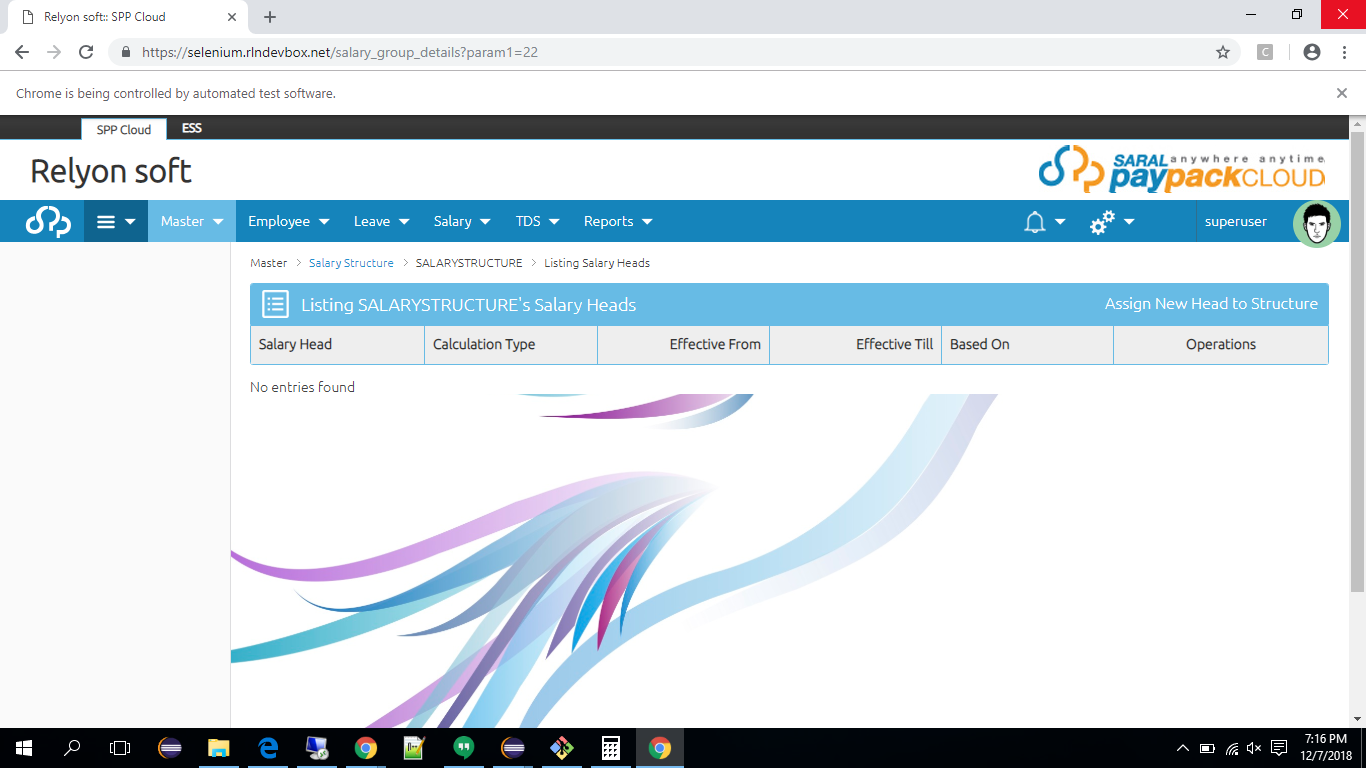 Relyon soft:: SPP Cloud
https://selenium.rlndevbox.net/salary_group_details?param1=22
C
Chrome is being controlled by automated test software.
SPP Cloud ESS
Relyon soft
SARAL anywhere anytime
paypackCLOUD
Master Employee Leave Salary TDS Reports superuser
Master > Salary Structure > SALARYSTRUCTURE > Listing Salary Heads
Listing SALARYSTRUCTURE's Salary Heads Assign New Head to Structure
Salary Head Calculation Type Effective From Effective Till Based On Operations
No entries found
7:16 PM
12/7/2018